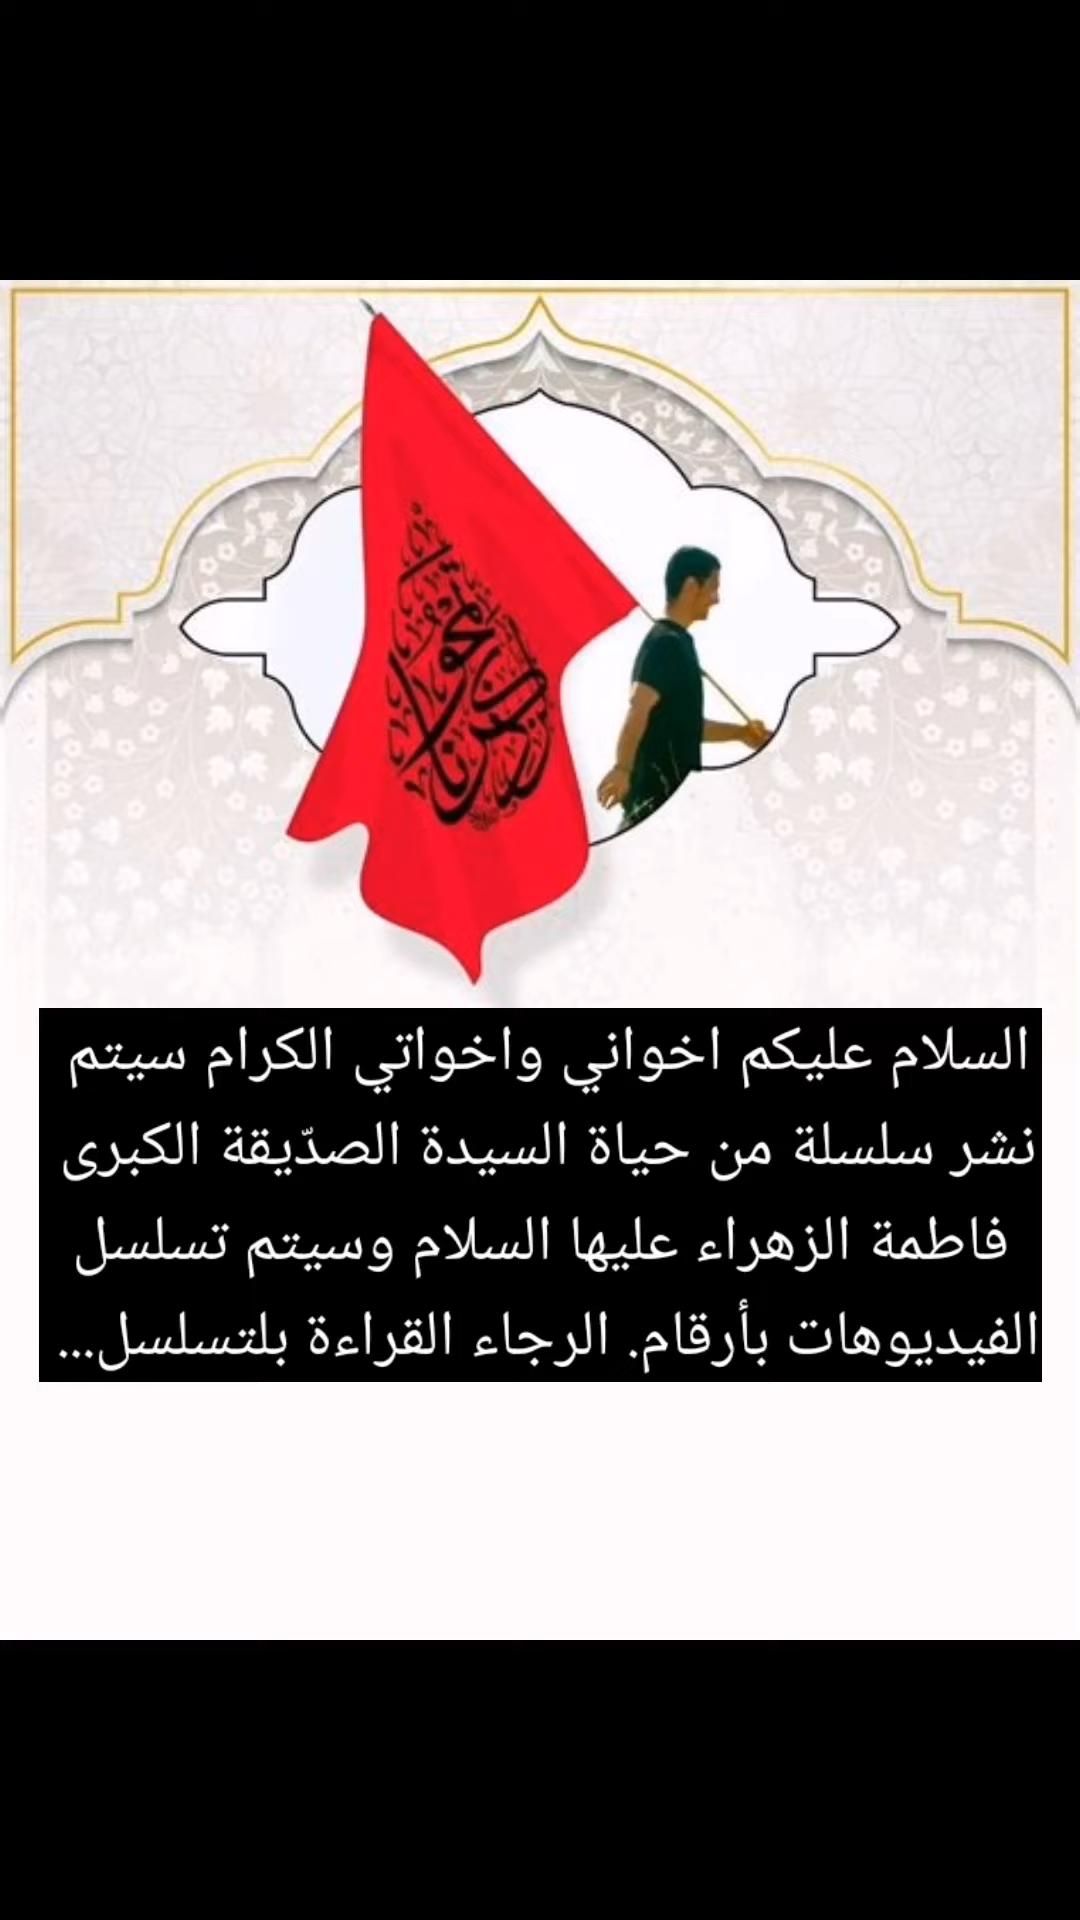 السلام عليكم اخواني واخواتي الكرام سيتم
نشر سلسلة من حياة السيدة الصدّيقة الكبرى
فاطمة الزهراء عليها السلام وسيتم تسلسل
الفيديوهات بأرقام. الرجاء القراءة بلتسلسل...